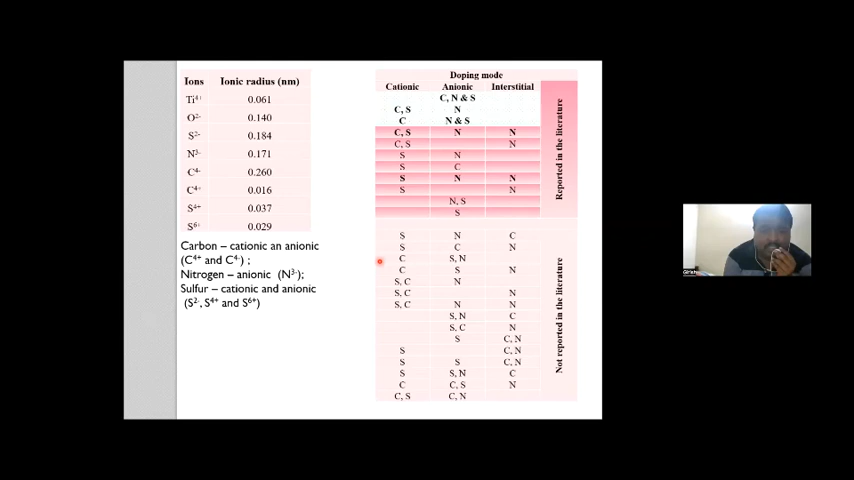 Ions Ionic radius (nm)
Ti4+ 0.061
O2- 0.140
S2- 0.184
N3- 0.171
C4- 0.260
C4+ 0.016
S4+ 0.037
S6+ 0.029
Carbon – cationic an anionic
(C4+ and C4-) ;
Nitrogen – anionic (N3-);
Sulfur – cationic and anionic
(S2-, S4+ and S6+)
Doping mode
Cationic Anionic Interstitial
C, N & S
C, S N
C N & S
C, S N N
C, S N
S N
S C
S N N
S N
N, S
S
Reported in the literature
S N C
S C N
C S, N
C S N
S, C N
S, C N
S, C N N
S, N C
S, C N
S C, N
S C, N
S S C, N
S S, N C
C C, S N
C, S C, N
Not reported in the literature
Girish